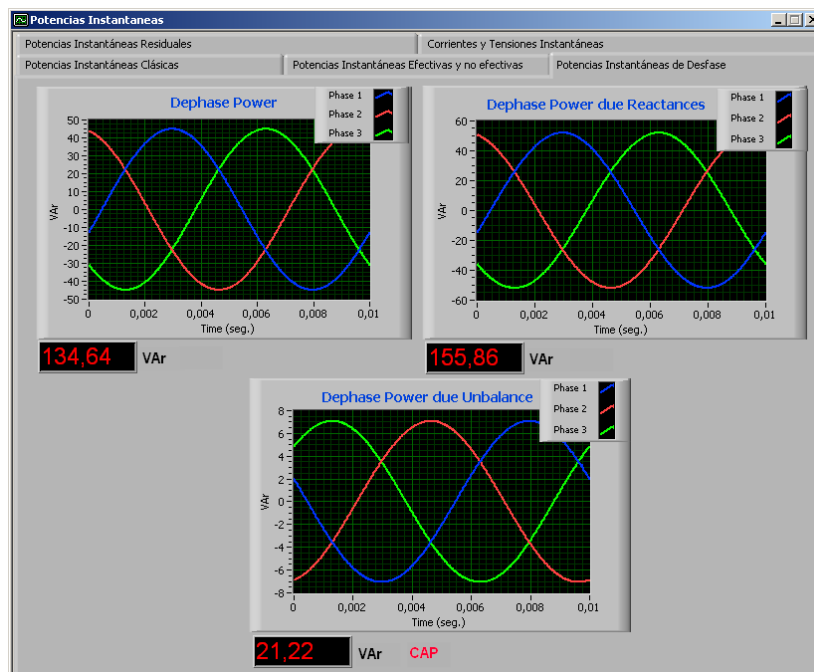 Potencias Instantaneas
Potencias Instantáneas Residuales
Corrientes y Tensiones Instantáneas
Potencias Instantáneas Clásicas
Potencias Instantáneas Efectivas y no efectivas
Potencias Instantáneas de Desfase
Dephase Power
Phase 1
Phase 2
Phase 3
50
40
30
20
10
0
-10
-20
-30
-40
-50
VAr
0 0,002 0,004 0,006 0,008 0,01
Time (seg.)
134,64 VAr
Dephase Power due Reactances
Phase 1
Phase 2
Phase 3
60
40
20
0
-20
-40
-60
VAr
0 0,002 0,004 0,006 0,008 0,01
Time (seg.)
155,86 VAr
Dephase Power due Unbalance
Phase 1
Phase 2
Phase 3
8
6
4
2
0
-2
-4
-6
-8
VAr
0 0,002 0,004 0,006 0,008 0,01
Time (seg.)
21,22 VAr CAP